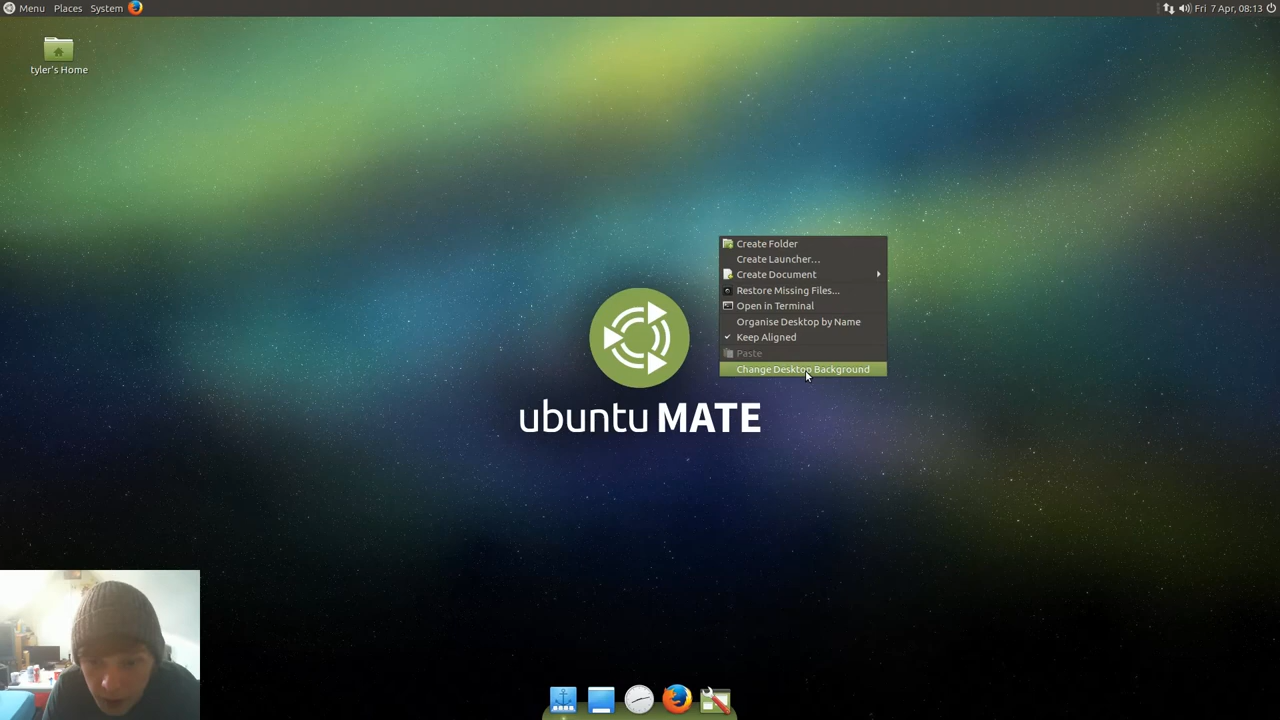 Menu Places System
Fri 7 Apr, 08:13
tyler's Home
Create Folder
Create Launcher…
Create Document
Restore Missing Files...
Open in Terminal
Organise Desktop by Name
Keep Aligned
Paste
Change Desktop Background
ubuntu MATE